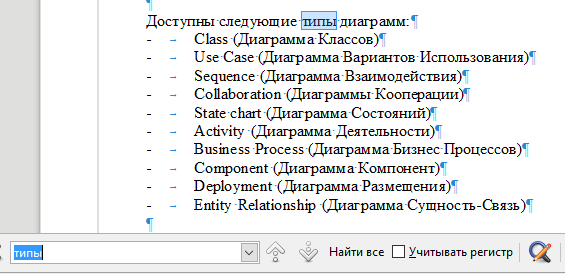 Доступны следующие типы диаграмм:¶
- → Class (Диаграмма Классов)¶
- → Use Case (Диаграмма Вариантов Использования)¶
- → Sequence (Диаграмма Взаимодействия)¶
- → Collaboration (Диаграммы Кооперации)¶
- → State chart (Диаграмма Состояний)¶
- → Activity (Диаграмма Деятельности)¶
- → Business Process (Диаграмма Бизнес Процессов)¶
- → Component (Диаграмма Компонент)¶
- → Deployment (Диаграмма Размещения)¶
- → Entity Relationship (Диаграмма Сущность-Связь)¶
¶
типы Найти все Учитывать регистр